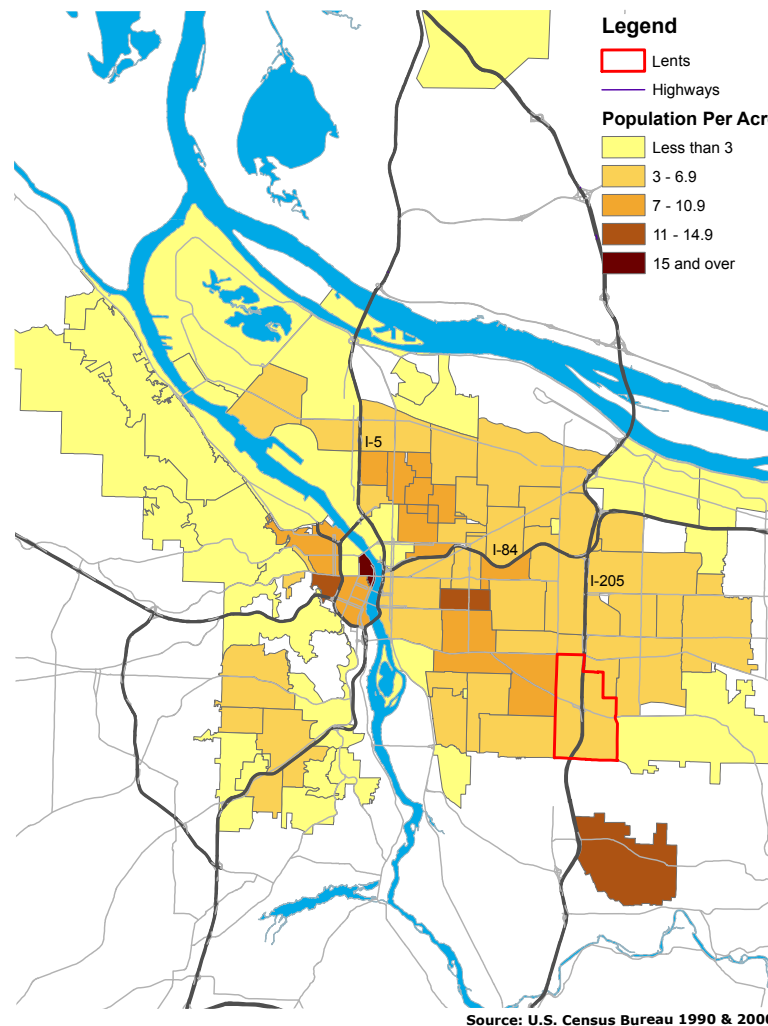 Legend
Lents
Highways
Population Per Acr
Less than 3
3 - 6.9
7 - 10.9
11 - 14.9
15 and over
I-5
I-84
I-205
Source: U.S. Census Bureau 1990 & 2000